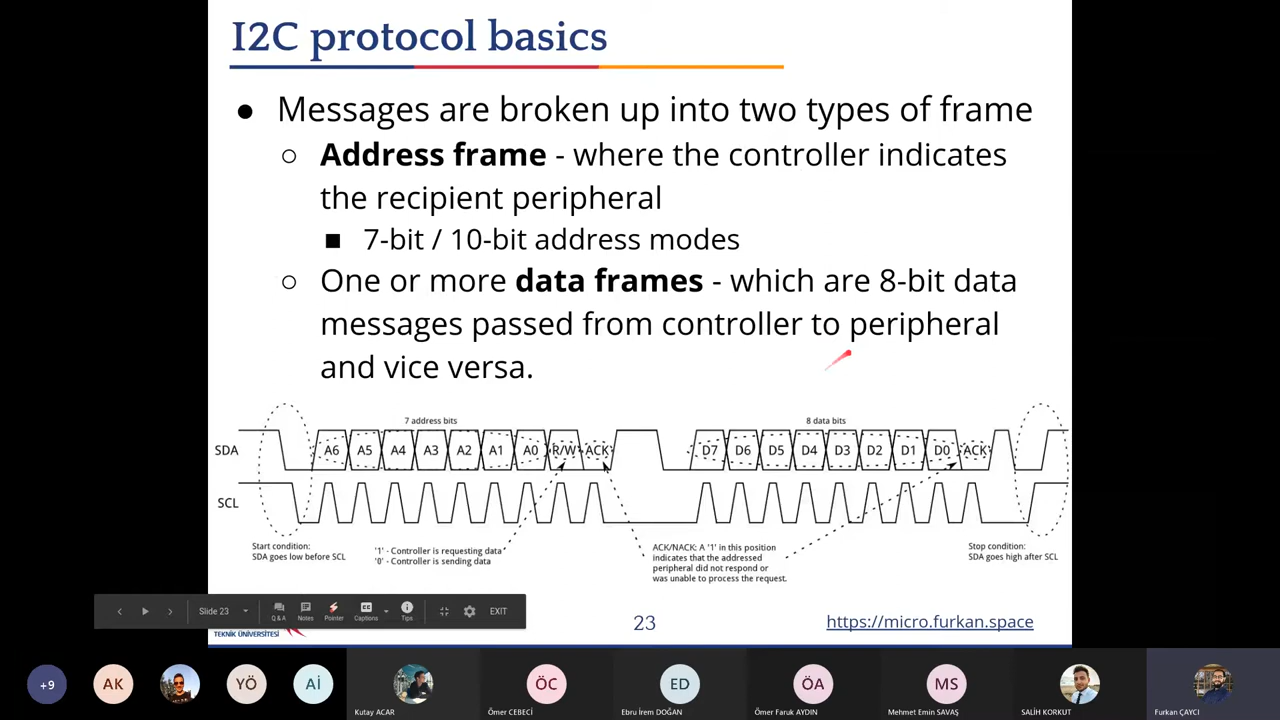 I2C protocol basics
● Messages are broken up into two types of frame
○ Address frame - where the controller indicates
the recipient peripheral
■ 7-bit / 10-bit address modes
○ One or more data frames - which are 8-bit data
messages passed from controller to peripheral
and vice versa.
7 address bits
8 data bits
SDA
A6 A5 A4 A3 A2 A1 A0 R/W ACK
D7 D6 D5 D4 D3 D2 D1 D0 ACK
SCL
Start condition:
SDA goes low before SCL
'1' - Controller is requesting data
'0' - Controller is sending data
ACK/NACK: A '1' in this position
indicates that the addressed
peripheral did not respond or
was unable to process the request.
Stop condition:
SDA goes high after SCL
Slide 23
Q&A
Notes
Pointer
Captions
Tips
EXIT
TEKNİK ÜNİVERSİTESİ
23
https://micro.furkan.space
+9
AK
YÖ
Aİ
Kutay ACAR
ÖC
Ömer CEBECİ
ED
Ebru İrem DOĞAN
ÖA
Ömer Faruk AYDIN
MS
Mehmet Emin SAVAŞ
SALİH KORKUT
Furkan ÇAYCI